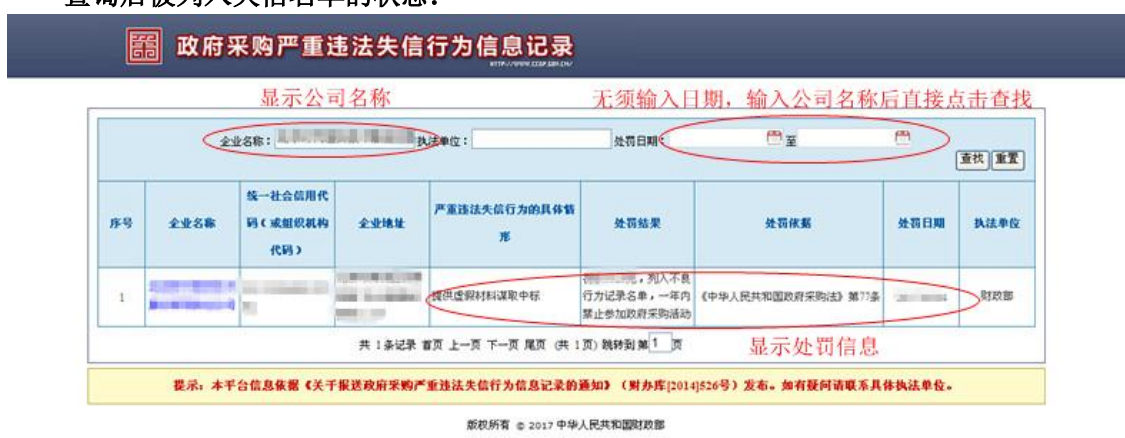 查询后被列入失信名单的状态：
政府采购严重违法失信行为信息记录
HTTP://WWW.CCGP.GOV.CN/
显示公司名称
无须输入日期，输入公司名称后直接点击查找
企业名称： 执法单位： 处罚日期： 至
查找 重置
序号 企业名称 统一社会信用代码（或组织机构代码） 企业地址 严重违法失信行为的具体情形 处罚结果 处罚依据 处罚日期 执法单位
1 提供虚假材料谋取中标 ，列入不良行为记录名单，一年内禁止参加政府采购活动 《中华人民共和国政府采购法》第77条 财政部
共 1 条记录 首页 上一页 下一页 尾页 (共 1 页) 跳转到第 1 页
显示处罚信息
提示：本平台信息依据《关于报送政府采购严重违法失信行为信息记录的通知》（财办库[2014]526号）发布。如有疑问请联系具体执法单位。
版权所有 © 2017 中华人民共和国财政部